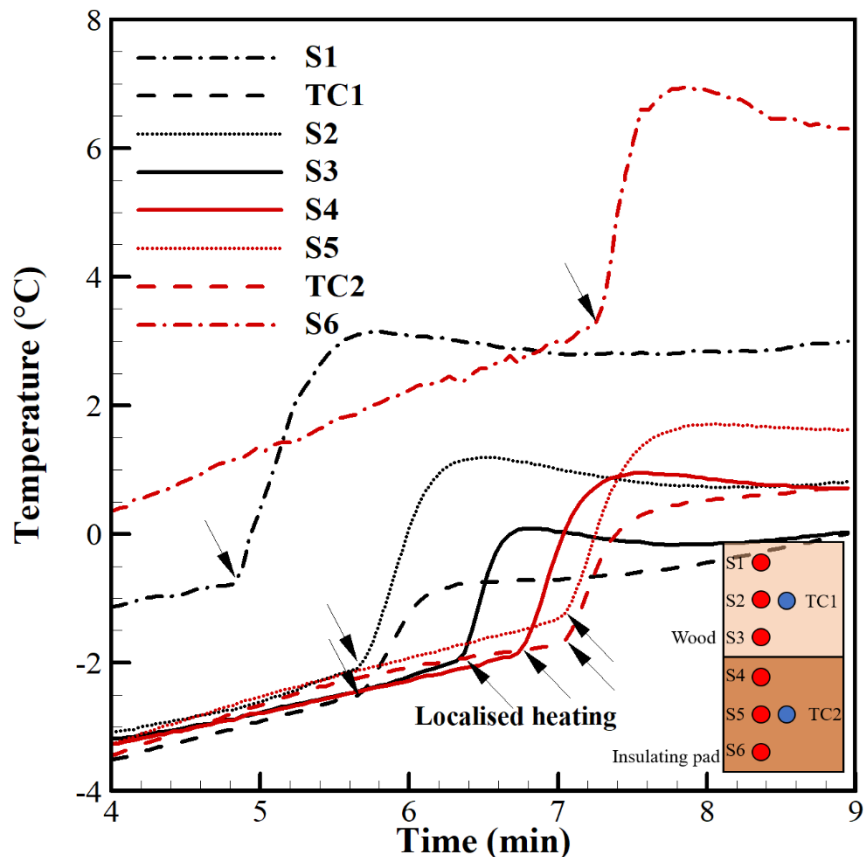 8
6
4
2
0
-2
-4
4
5
6
7
8
9
Temperature (°C)
Time (min)
S1
TC1
S2
S3
S4
S5
TC2
S6
Localised heating
S1
S2
TC1
Wood
S3
S4
S5
TC2
Insulating pad
S6